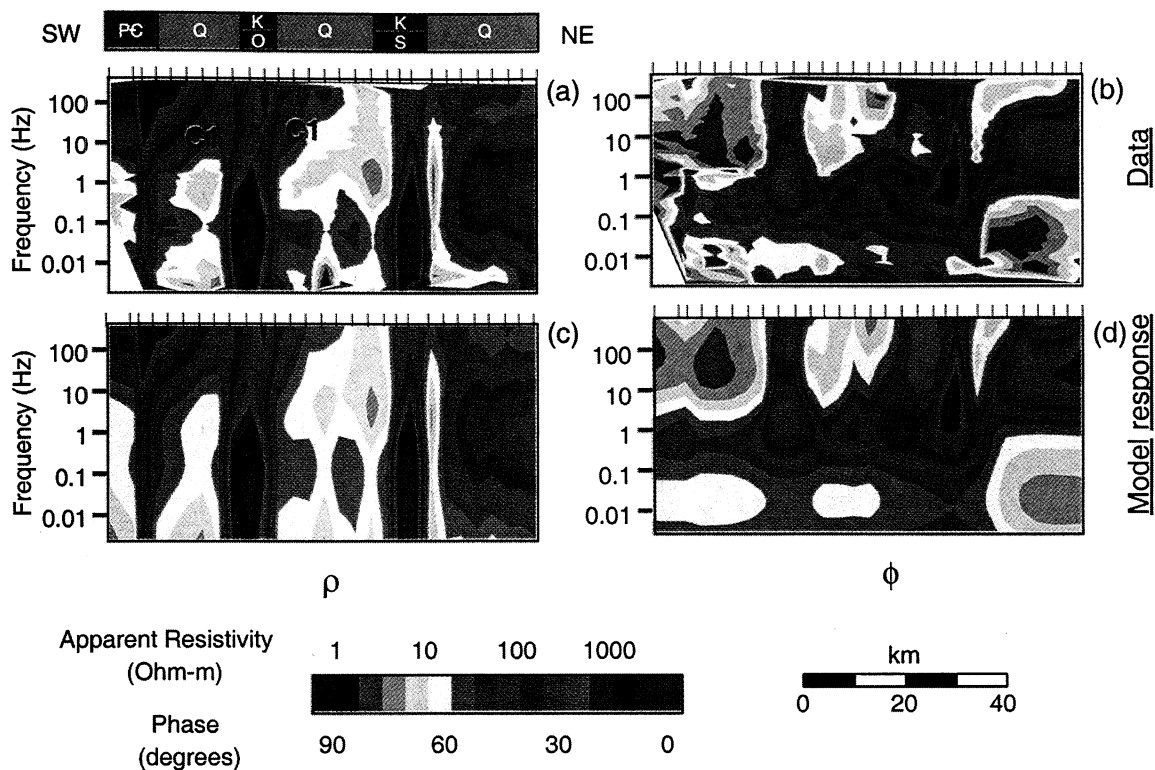 SW PC Q K O Q K S Q NE
(a) (b)
Frequency (Hz) 100 10 1 0.1 0.01
100 10 1 0.1 0.01
C1 C1
Data
(c) (d)
Frequency (Hz) 100 10 1 0.1 0.01
100 10 1 0.1 0.01
Model response
ρ ϕ
Apparent Resistivity 1 10 100 1000
(Ohm-m)
Phase
(degrees) 90 60 30 0
km
0 20 40